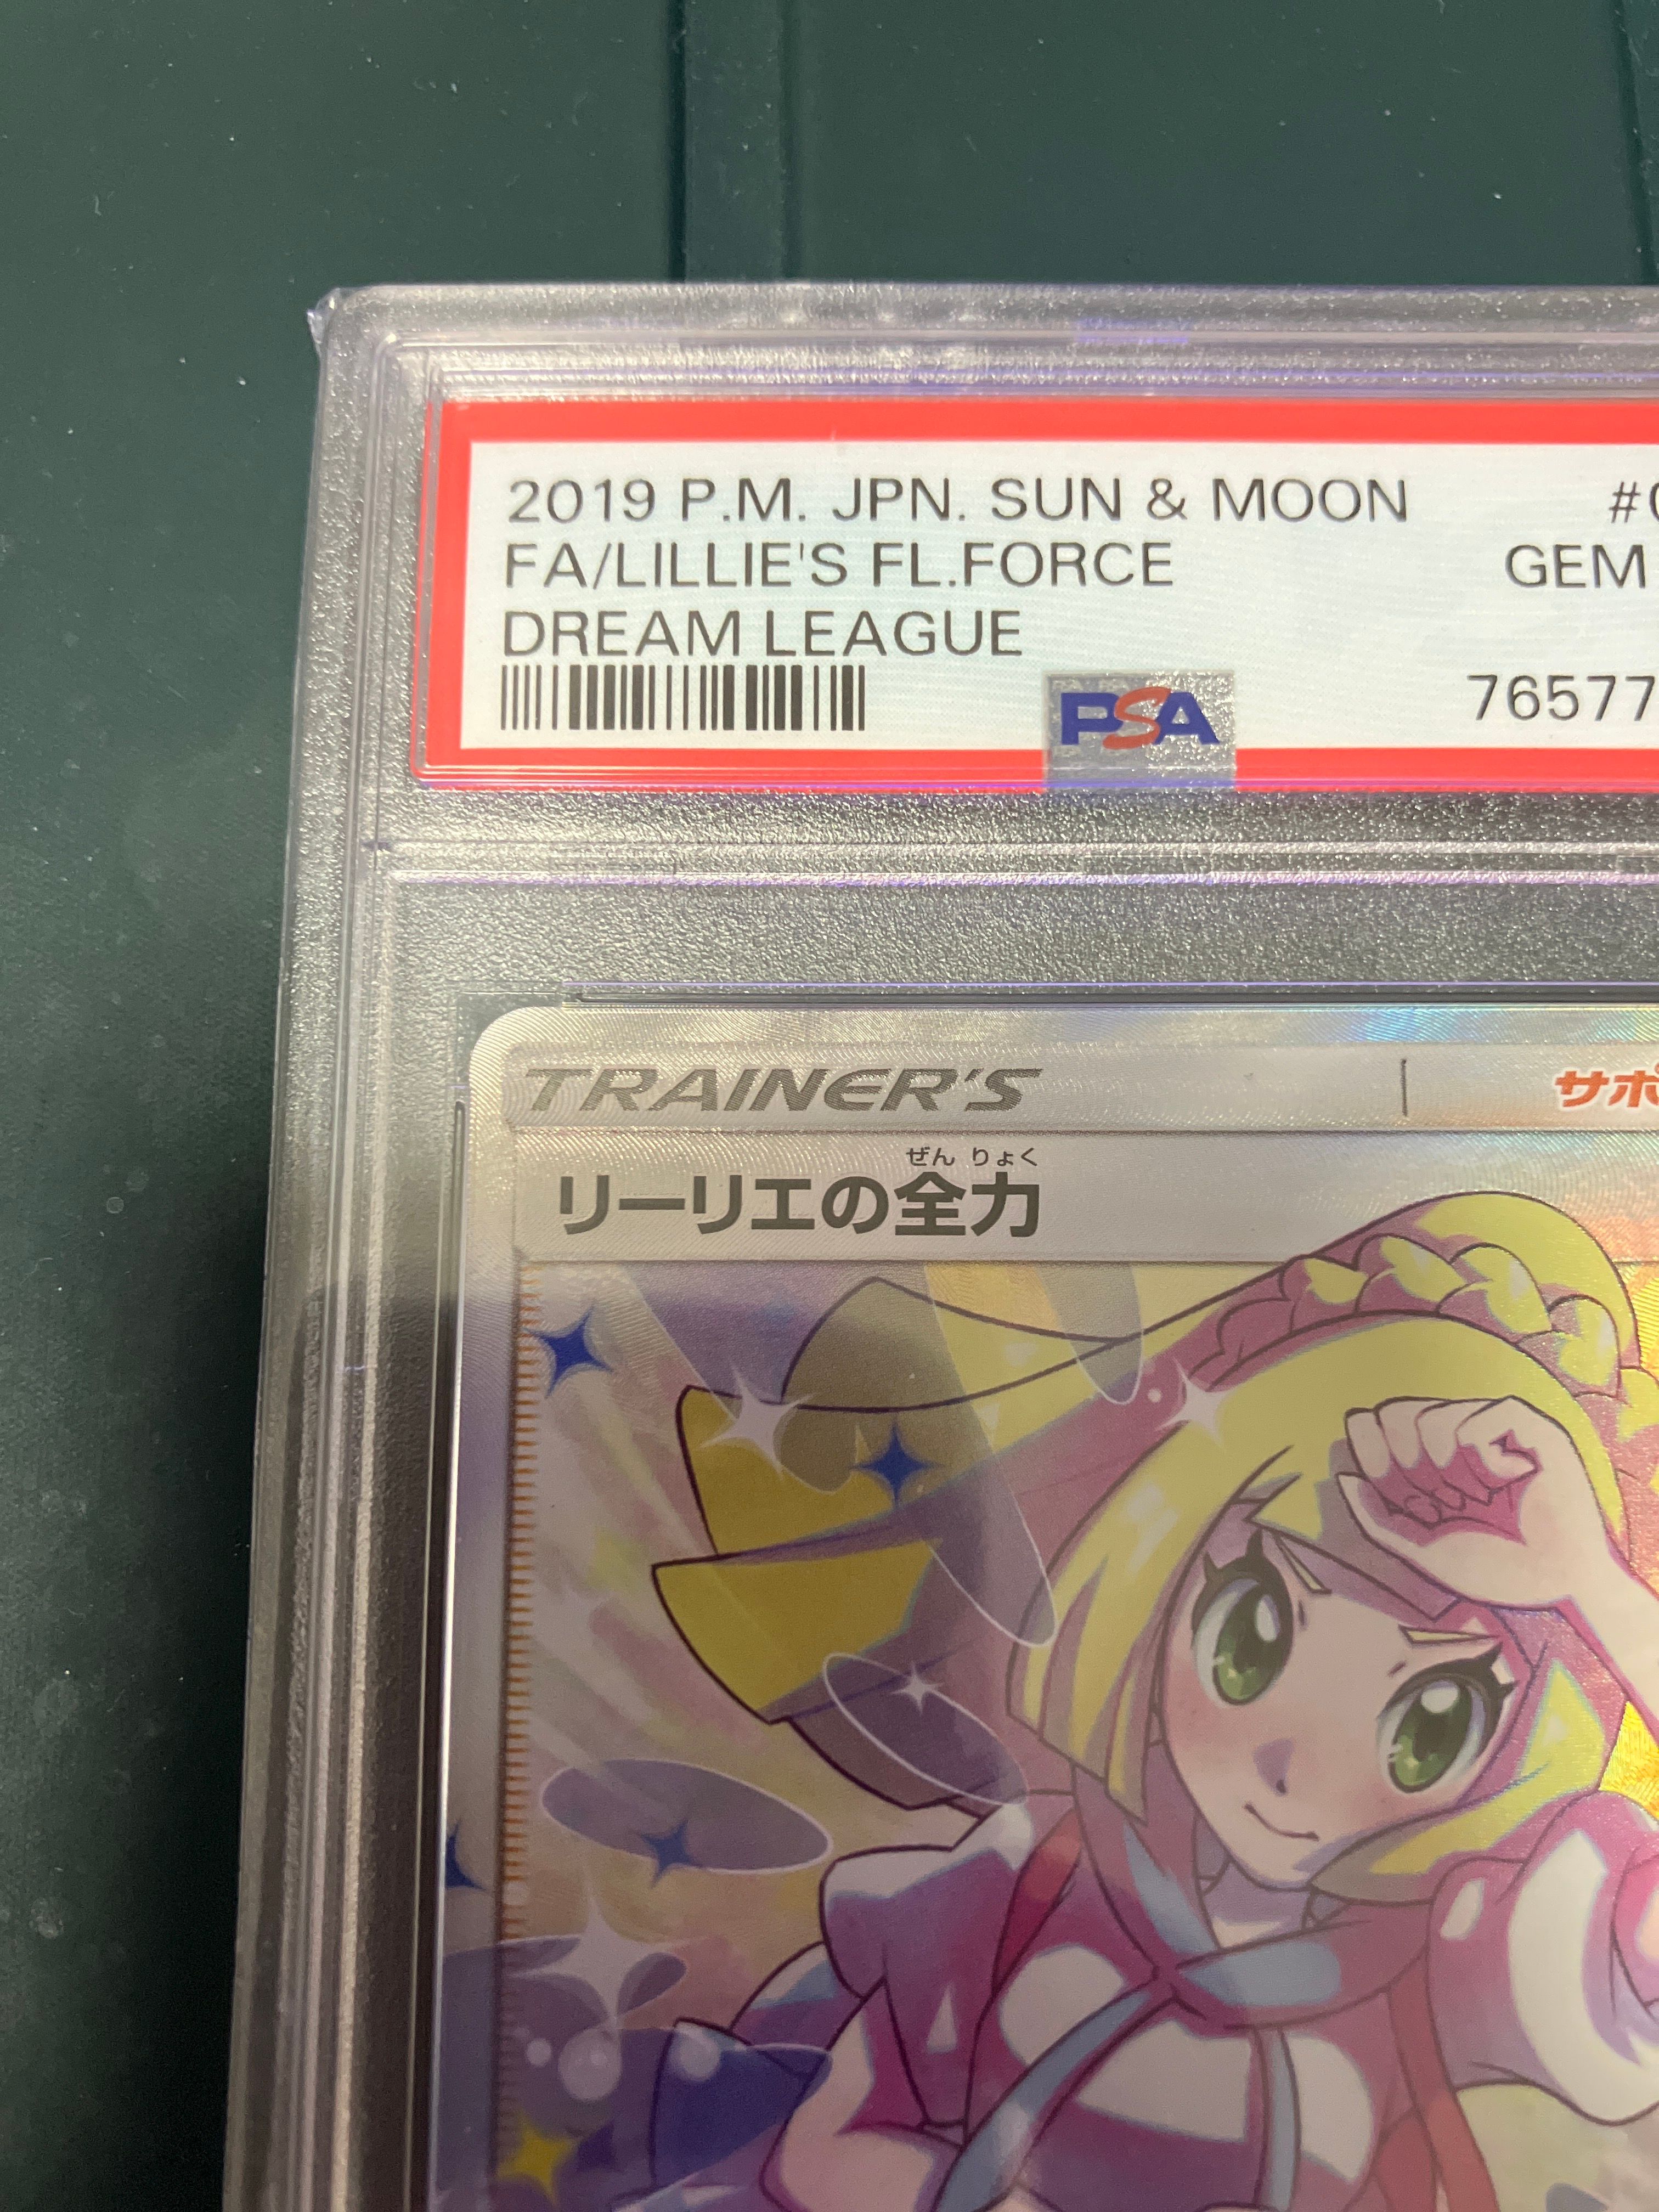 2019 P.M. JPN. SUN & MOON
FA/LILLIE'S FL.FORCE GEM
DREAM LEAGUE
PSA 76577
TRAINER'S
ぜん りょく
リーリエの全力